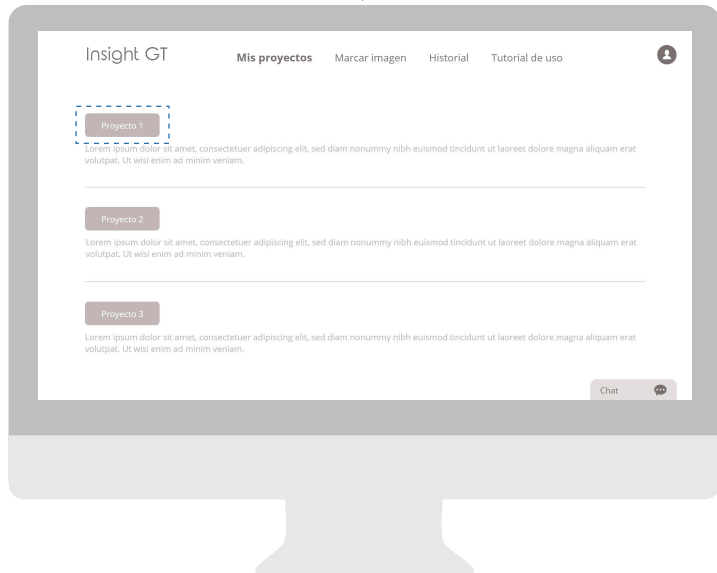 Insight GT
Mis proyectos Marcar imagen Historial Tutorial de uso
Proyecto 1
Lorem ipsum dolor sit amet, consectetuer adipiscing elit, sed diam nonummy nibh euismod tincidunt ut laoreet dolore magna aliquam erat
volutpat. Ut wisi enim ad minim veniam.
Proyecto 2
Lorem ipsum dolor sit amet, consectetuer adipiscing elit, sed diam nonummy nibh euismod tincidunt ut laoreet dolore magna aliquam erat
volutpat. Ut wisi enim ad minim veniam.
Proyecto 3
Lorem ipsum dolor sit amet, consectetuer adipiscing elit, sed diam nonummy nibh euismod tincidunt ut laoreet dolore magna aliquam erat
volutpat. Ut wisi enim ad minim veniam.
Chat